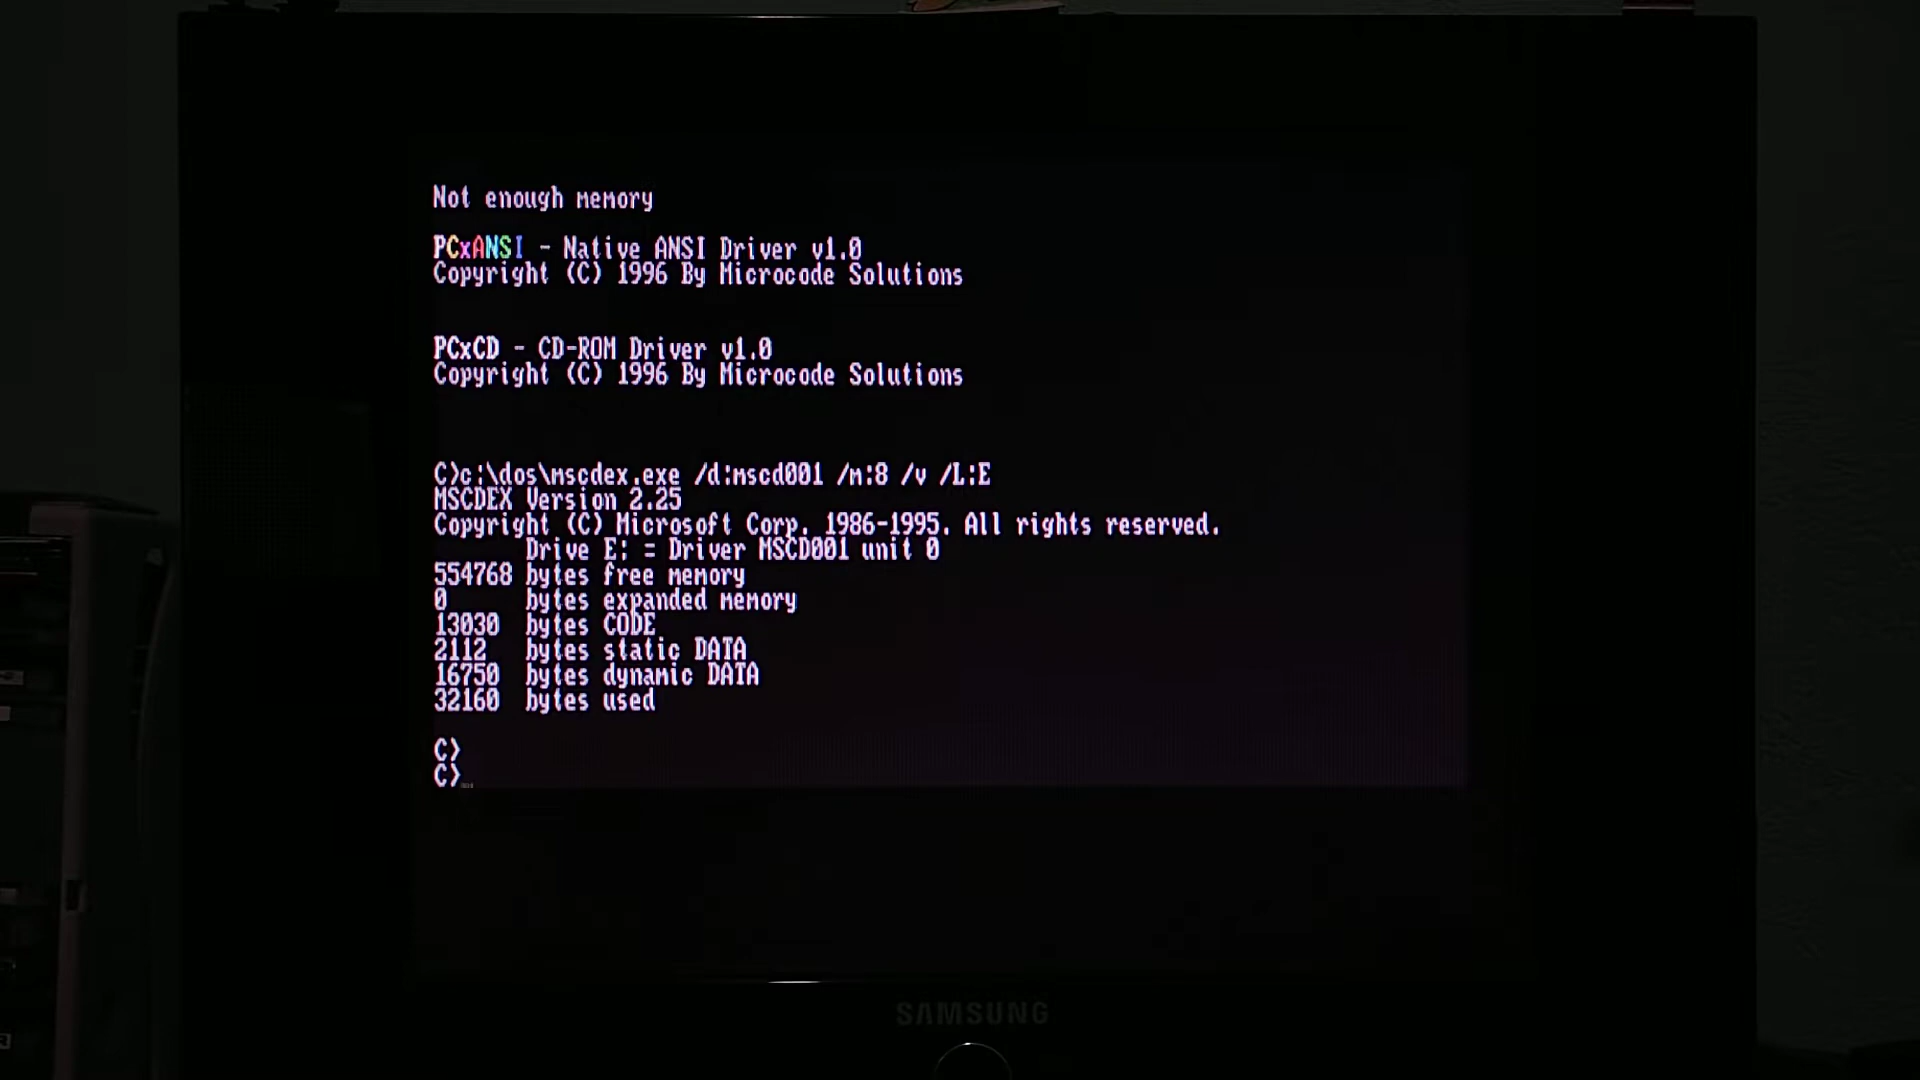 Not enough memory
PCxANSI - Native ANSI Driver v1.0
Copyright (C) 1996 By Microcode Solutions
PCxCD - CD-ROM Driver v1.0
Copyright (C) 1996 By Microcode Solutions
C>c:\dos\mscdex.exe /d:mscd001 /m:8 /v /L:E
MSCDEX Version 2.25
Copyright (C) Microsoft Corp. 1986-1995. All rights reserved.
Drive E: = Driver MSCD001 unit 0
554768 bytes free memory
0 bytes expanded memory
13030 bytes CODE
2112 bytes static DATA
16750 bytes dynamic DATA
32160 bytes used
C>
C>_
SAMSUNG